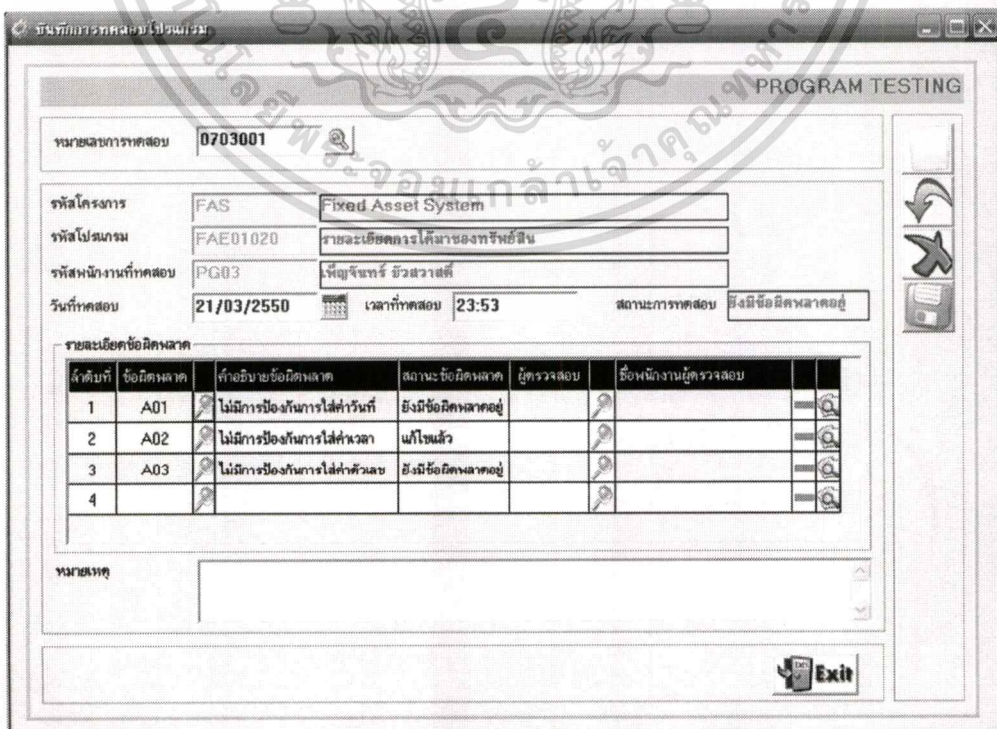 บันทึกการทดสอบโปรแกรม
PROGRAM TESTING
หมายเลขการทดสอบ 0703001
รหัสโครงการ FAS Fixed Asset System
รหัสโปรแกรม FAE01020 รายละเอียดการได้มาของทรัพย์สิน
รหัสพนักงานที่ทดสอบ PG03 เพ็ญจันทร์ บัวสวาสดิ์
วันที่ทดสอบ 21/03/2550 เวลาที่ทดสอบ 23:53 สถานะการทดสอบ ยังมีข้อผิดพลาดอยู่
รายละเอียดข้อผิดพลาด
ลำดับที่ ข้อผิดพลาด คำอธิบายข้อผิดพลาด สถานะข้อผิดพลาด ผู้ตรวจสอบ ชื่อพนักงานผู้ตรวจสอบ
1 A01 ไม่มีการป้องกันการใส่ค่าวันที่ ยังมีข้อผิดพลาดอยู่
2 A02 ไม่มีการป้องกันการใส่ค่าเวลา แก้ไขแล้ว
3 A03 ไม่มีการป้องกันการใส่ค่าตัวเลข ยังมีข้อผิดพลาดอยู่
4
หมายเหตุ
Exit